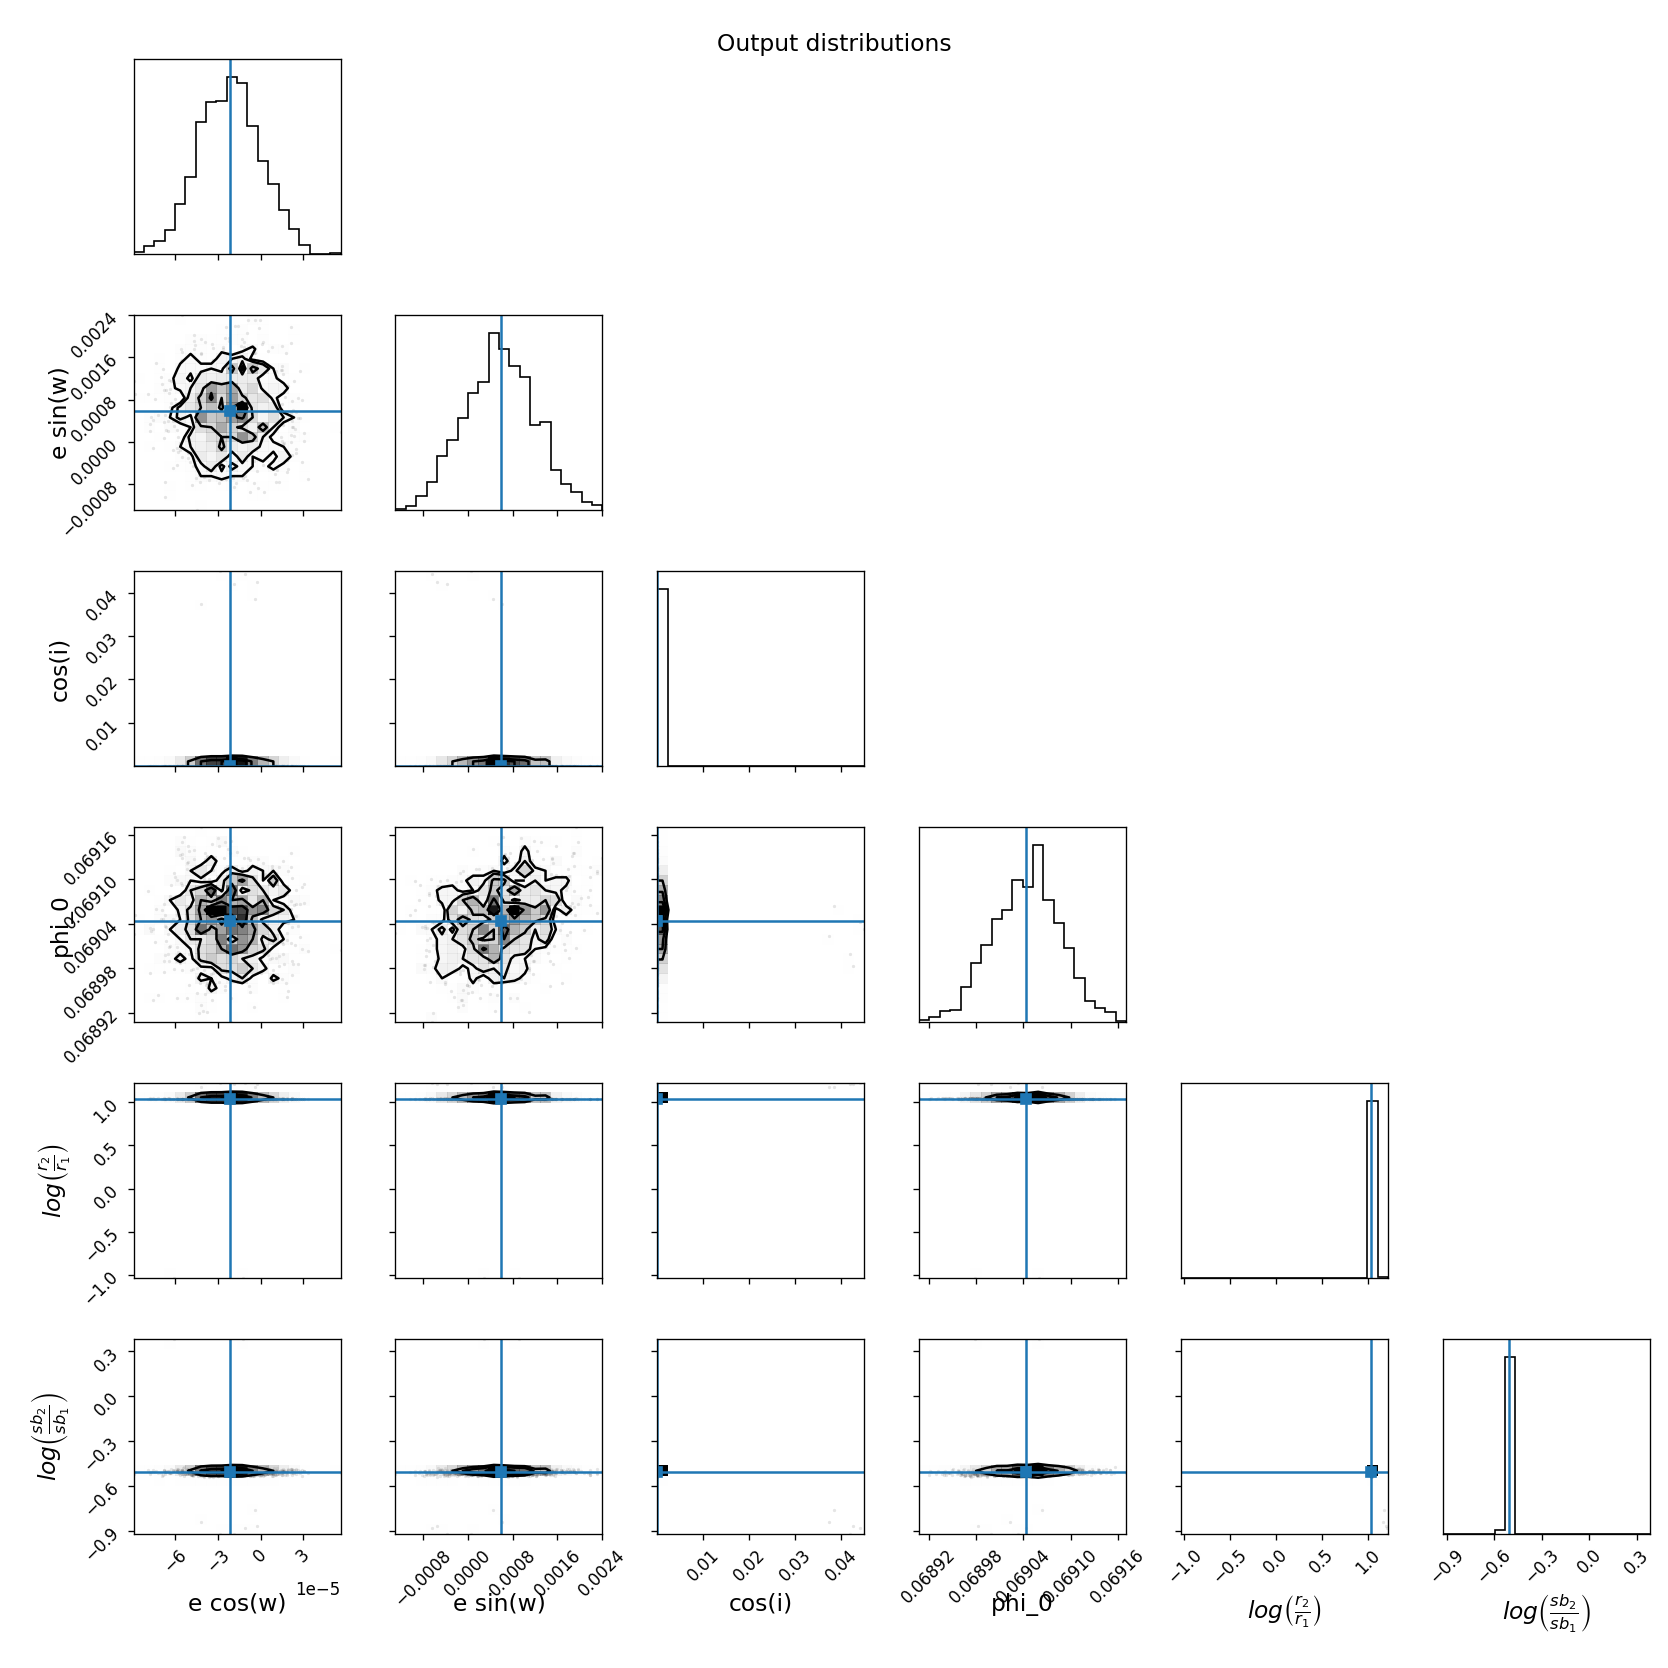 Output distributions
e sin(w)
0.0024
0.0016
0.0008
0.0000
−0.0008
cos(i)
0.04
0.03
0.02
0.01
phi_0
0.06916
0.06910
0.06904
0.06898
0.06892
log(r2/r1)
1.0
0.5
0.0
−0.5
−1.0
log(sb2/sb1)
0.3
0.0
−0.3
−0.6
−0.9
−6 −3 0 3
1e−5
e cos(w)
−0.0008 0.0000 0.0008 0.0016 0.0024
e sin(w)
0.01 0.02 0.03 0.04
cos(i)
0.06892 0.06898 0.06904 0.06910 0.06916
phi_0
−1.0 −0.5 0.0 0.5 1.0
log(r2/r1)
−0.9 −0.6 −0.3 0.0 0.3
log(sb2/sb1)